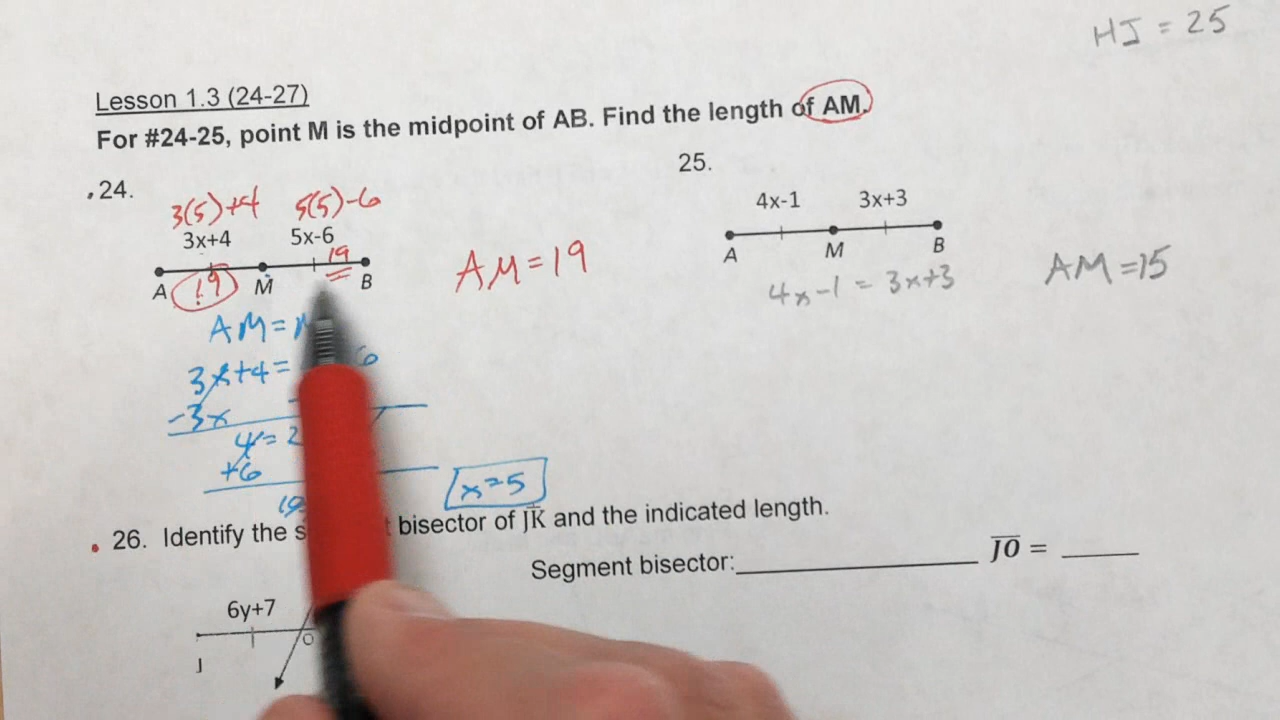 HJ = 25
Lesson 1.3 (24-27)
For #24-25, point M is the midpoint of AB. Find the length of AM.
24.
3(5)+4 5(5)-6
3x+4 5x-6
19 19
A M B
AM=19
AM=
3x+4= 6
-3x
4=2
+6
x=5
25.
4x-1 3x+3
A M B
4x-1 = 3x+3
AM=15
26. Identify the bisector of JK and the indicated length.
Segment bisector:____________ JO = _____
6y+7
J O